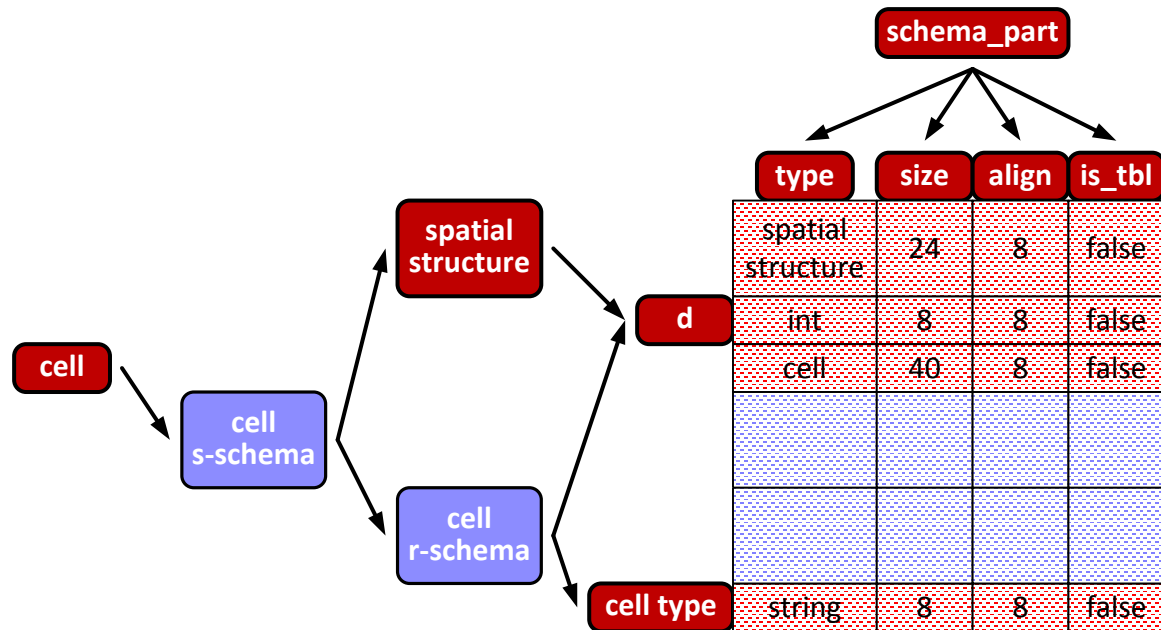 schema_part
type size align is_tbl
spatial
structure
spatial
structure 24 8 false
d int 8 8 false
cell
cell 40 8 false
cell
s-schema
cell
r-schema
cell type string 8 8 false